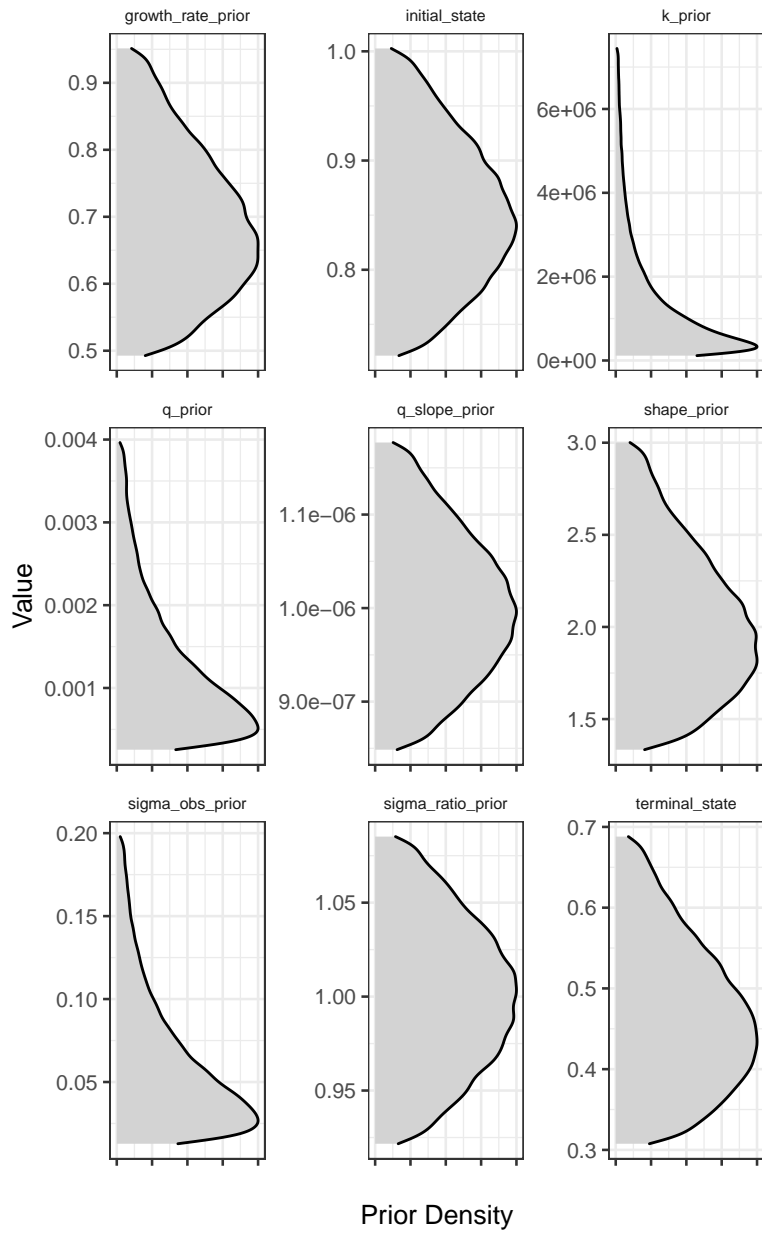 growth_rate_prior
initial_state
k_prior
0.9
0.8
0.7
0.6
0.5
1.0
0.9
0.8
6e+06
4e+06
2e+06
0e+00
q_prior
q_slope_prior
shape_prior
0.004
0.003
0.002
0.001
1.1e−06
1.0e−06
9.0e−07
3.0
2.5
2.0
1.5
Value
sigma_obs_prior
sigma_ratio_prior
terminal_state
0.20
0.15
0.10
0.05
1.05
1.00
0.95
0.7
0.6
0.5
0.4
0.3
Prior Density